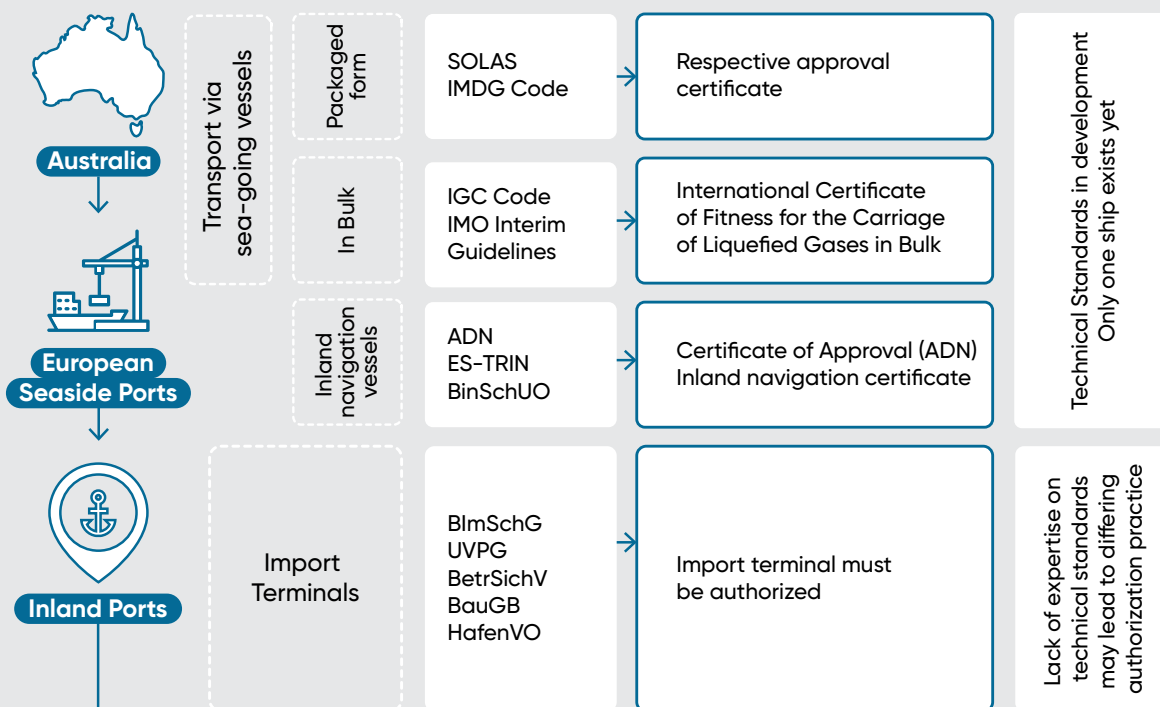 Australia
European
Seaside Ports
Inland Ports
Transport via
sea-going vessels
Packaged
form
SOLAS
IMDG Code
Respective approval
certificate
In Bulk
IGC Code
IMO Interim
Guidelines
International Certificate
of Fitness for the Carriage
of Liquefied Gases in Bulk
Inland
navigation
vessels
ADN
ES-TRIN
BinSchUO
Certificate of Approval (ADN)
Inland navigation certificate
Technical Standards in development
Only one ship exists yet
Import
Terminals
BImSchG
UVPG
BetrSichV
BauGB
HafenVO
Import terminal must
be authorized
Lack of expertise on
technical standards
may lead to differing
authorization practice